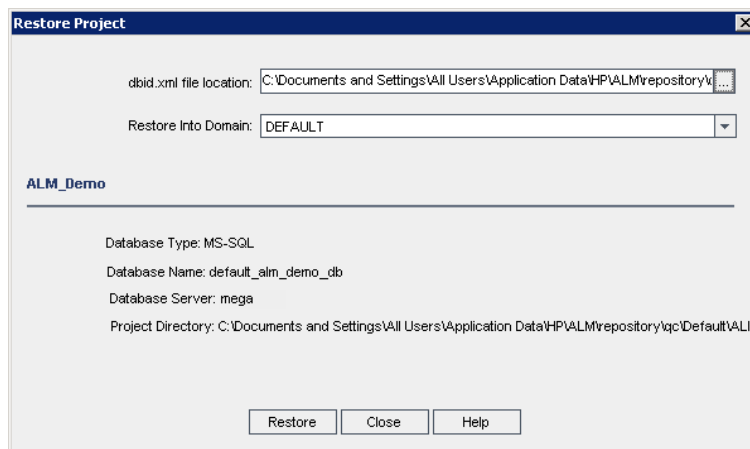 Restore Project
dbid.xml file location: C:\Documents and Settings\All Users\Application Data\HP\ALM\repository\ ...
Restore Into Domain: DEFAULT
ALM_Demo
Database Type: MS-SQL
Database Name: default_alm_demo_db
Database Server: mega
Project Directory: C:\Documents and Settings\All Users\Application Data\HP\ALM\repository\qc\Default\AL
Restore Close Help